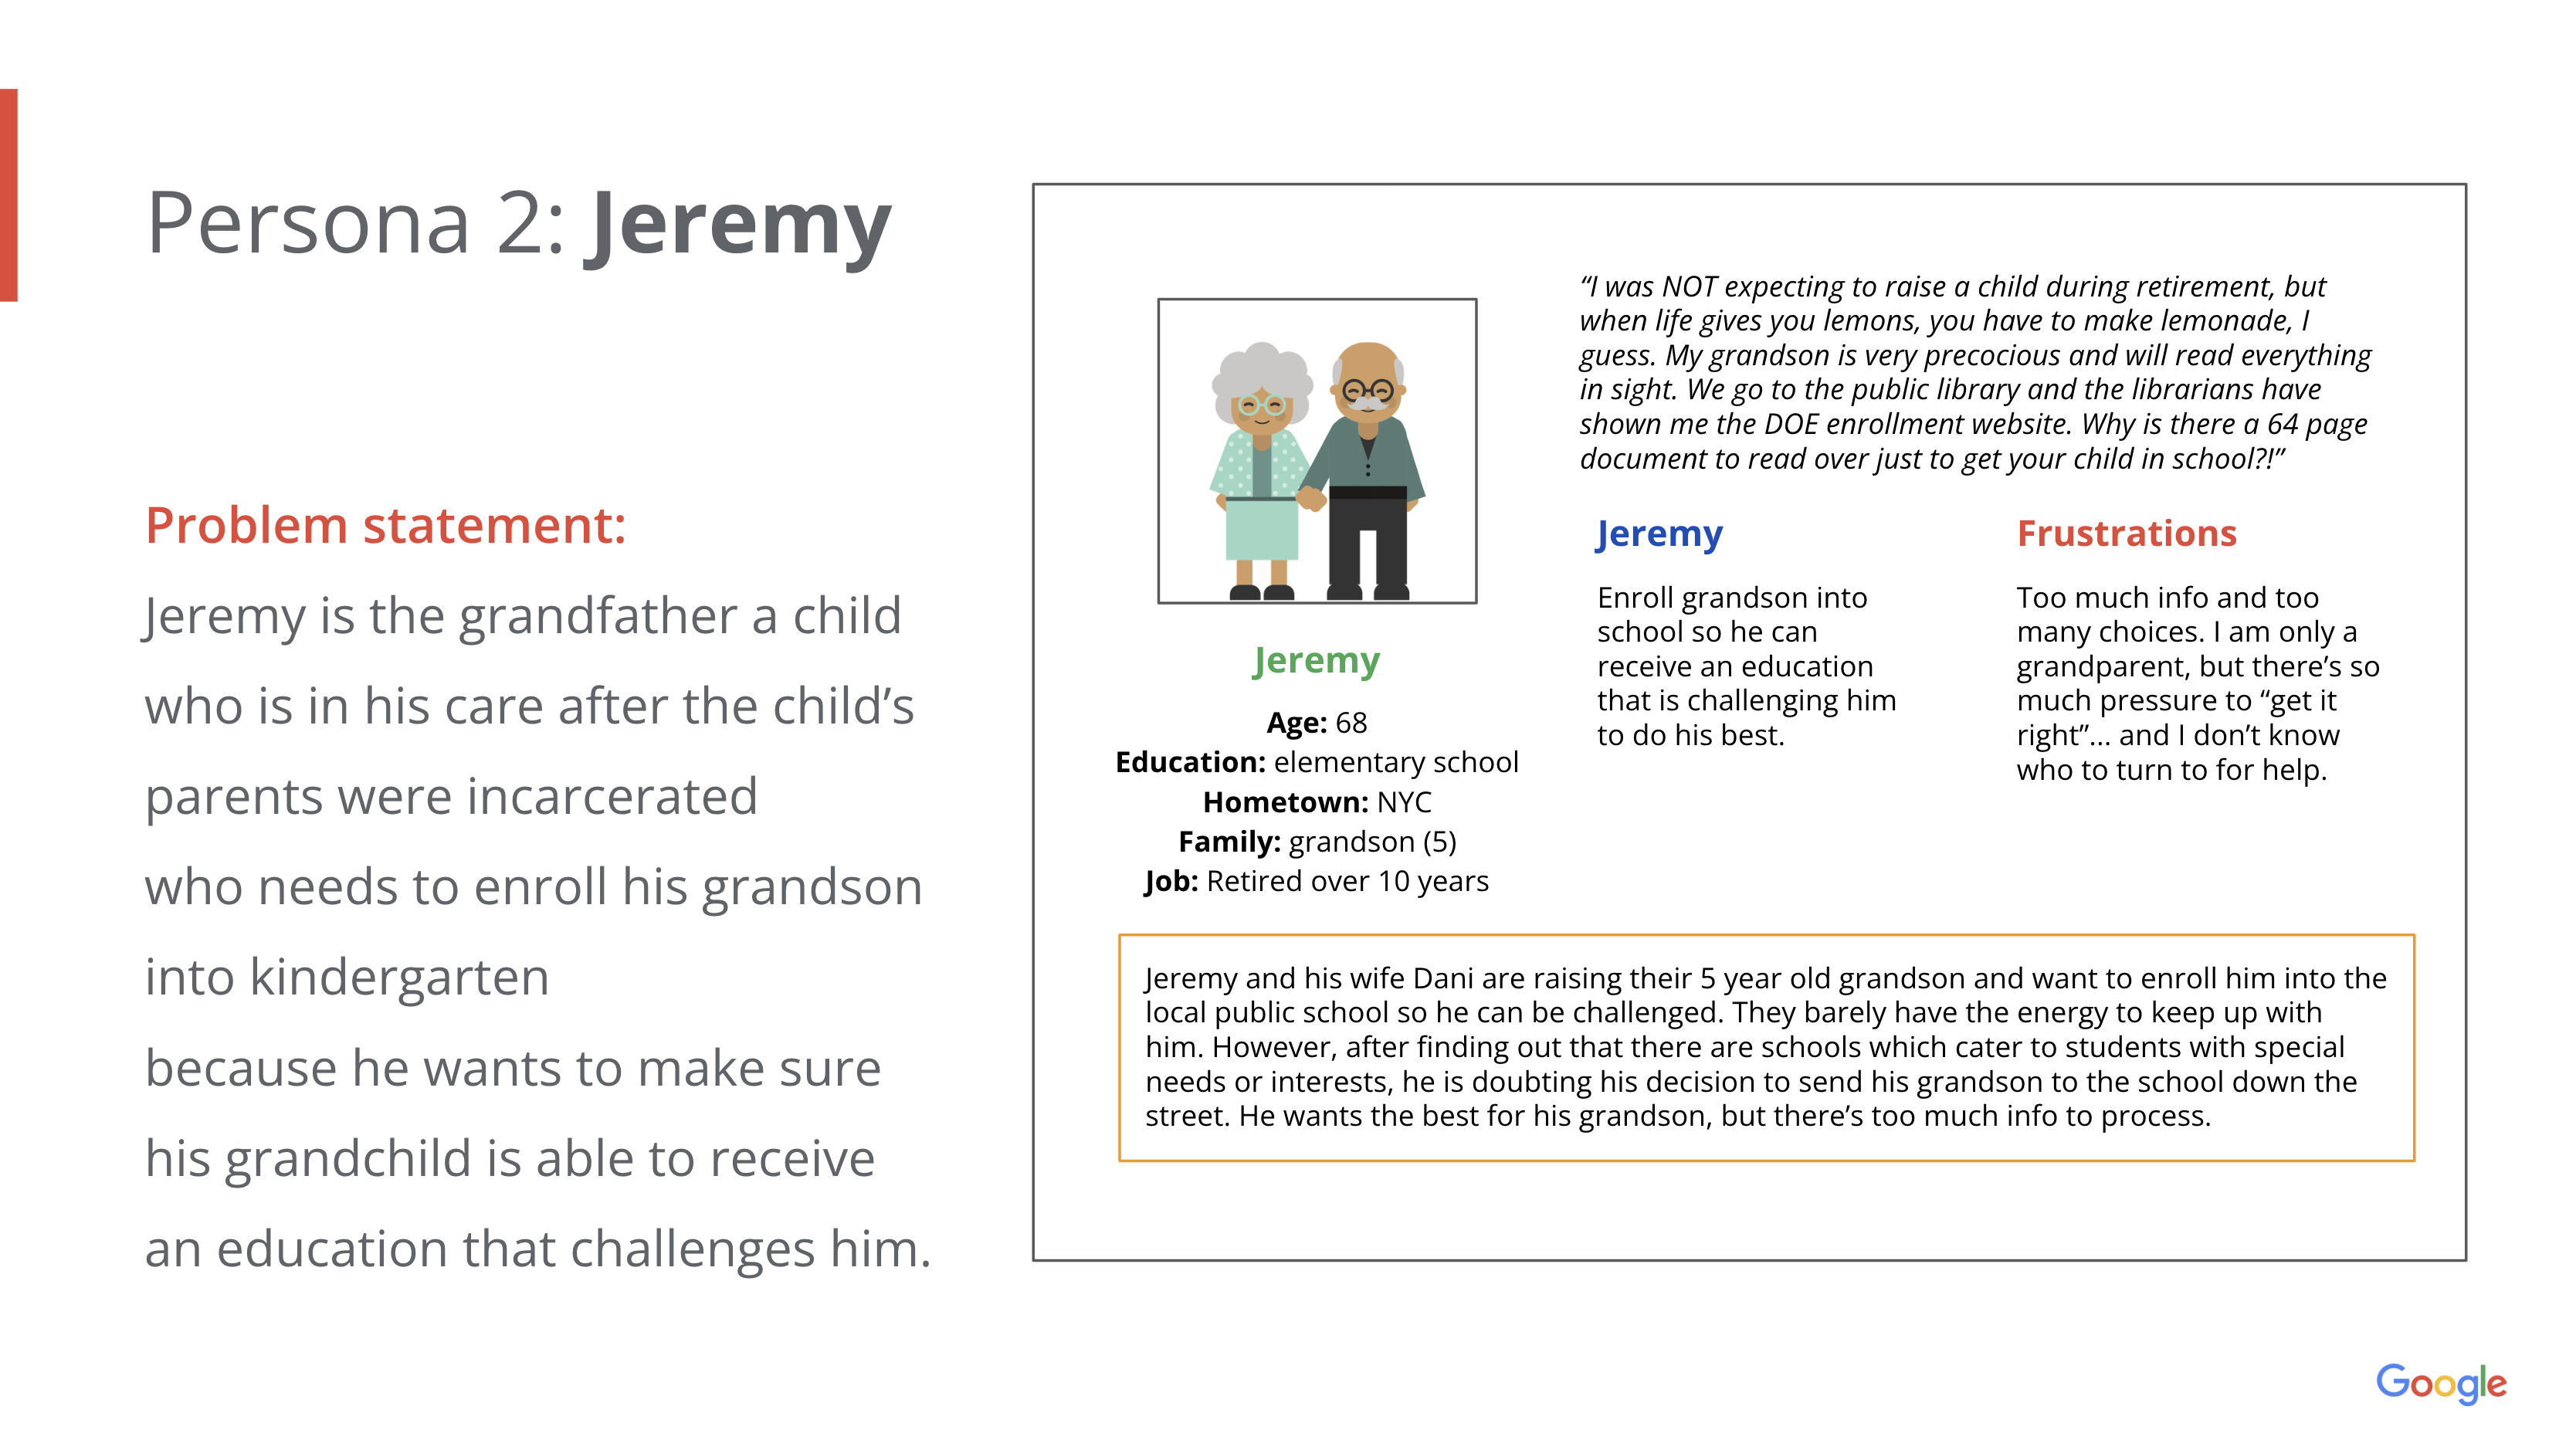 Persona 2: Jeremy
Problem statement:
Jeremy is the grandfather a child
who is in his care after the child’s
parents were incarcerated
who needs to enroll his grandson
into kindergarten
because he wants to make sure
his grandchild is able to receive
an education that challenges him.
“I was NOT expecting to raise a child during retirement, but
when life gives you lemons, you have to make lemonade, I
guess. My grandson is very precocious and will read everything
in sight. We go to the public library and the librarians have
shown me the DOE enrollment website. Why is there a 64 page
document to read over just to get your child in school?!”
Jeremy
Age: 68
Education: elementary school
Hometown: NYC
Family: grandson (5)
Job: Retired over 10 years
Jeremy
Enroll grandson into
school so he can
receive an education
that is challenging him
to do his best.
Frustrations
Too much info and too
many choices. I am only a
grandparent, but there’s so
much pressure to “get it
right”... and I don’t know
who to turn to for help.
Jeremy and his wife Dani are raising their 5 year old grandson and want to enroll him into the
local public school so he can be challenged. They barely have the energy to keep up with
him. However, after finding out that there are schools which cater to students with special
needs or interests, he is doubting his decision to send his grandson to the school down the
street. He wants the best for his grandson, but there’s too much info to process.
Google